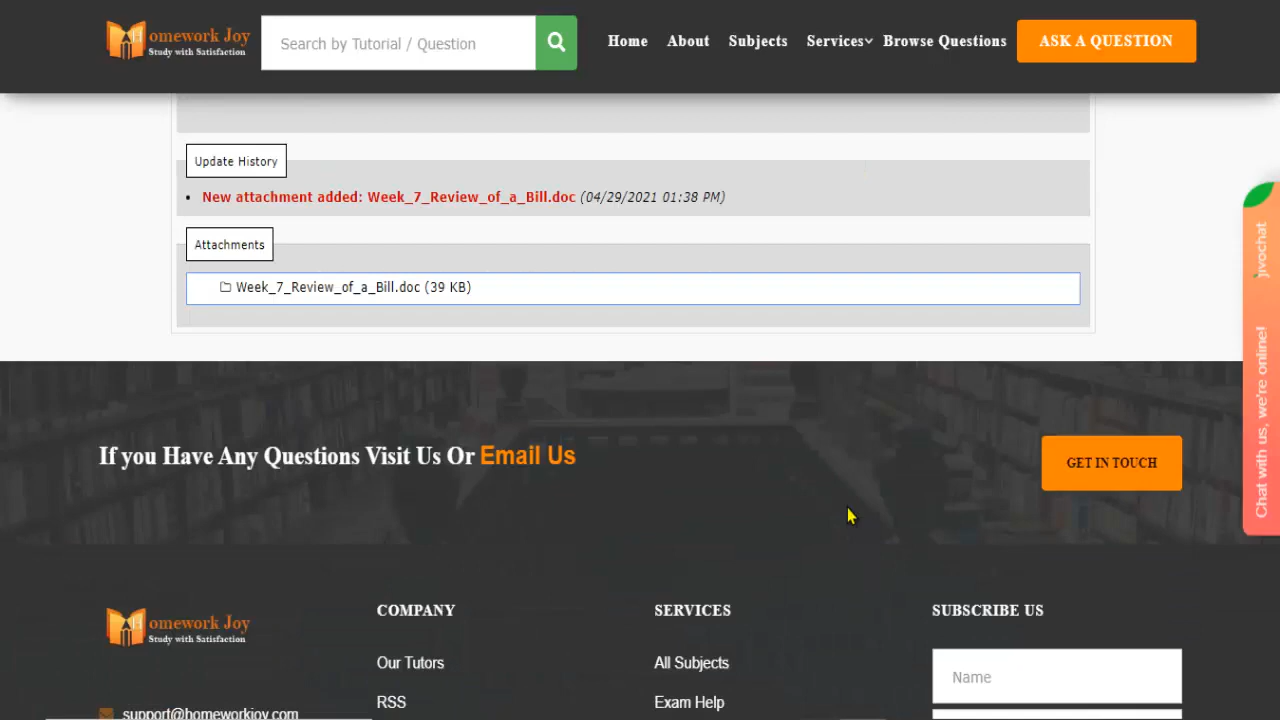 omework Joy
Study with Satisfaction
Search by Tutorial / Question
Home
About
Subjects
Services
Browse Questions
ASK A QUESTION
Update History
New attachment added: Week_7_Review_of_a_Bill.doc (04/29/2021 01:38 PM)
Attachments
Week_7_Review_of_a_Bill.doc (39 KB)
jivochat
Chat with us, we're online!
If you Have Any Questions Visit Us Or Email Us
GET IN TOUCH
omework Joy
Study with Satisfaction
support@homeworkjoy.com
COMPANY
Our Tutors
RSS
SERVICES
All Subjects
Exam Help
SUBSCRIBE US
Name